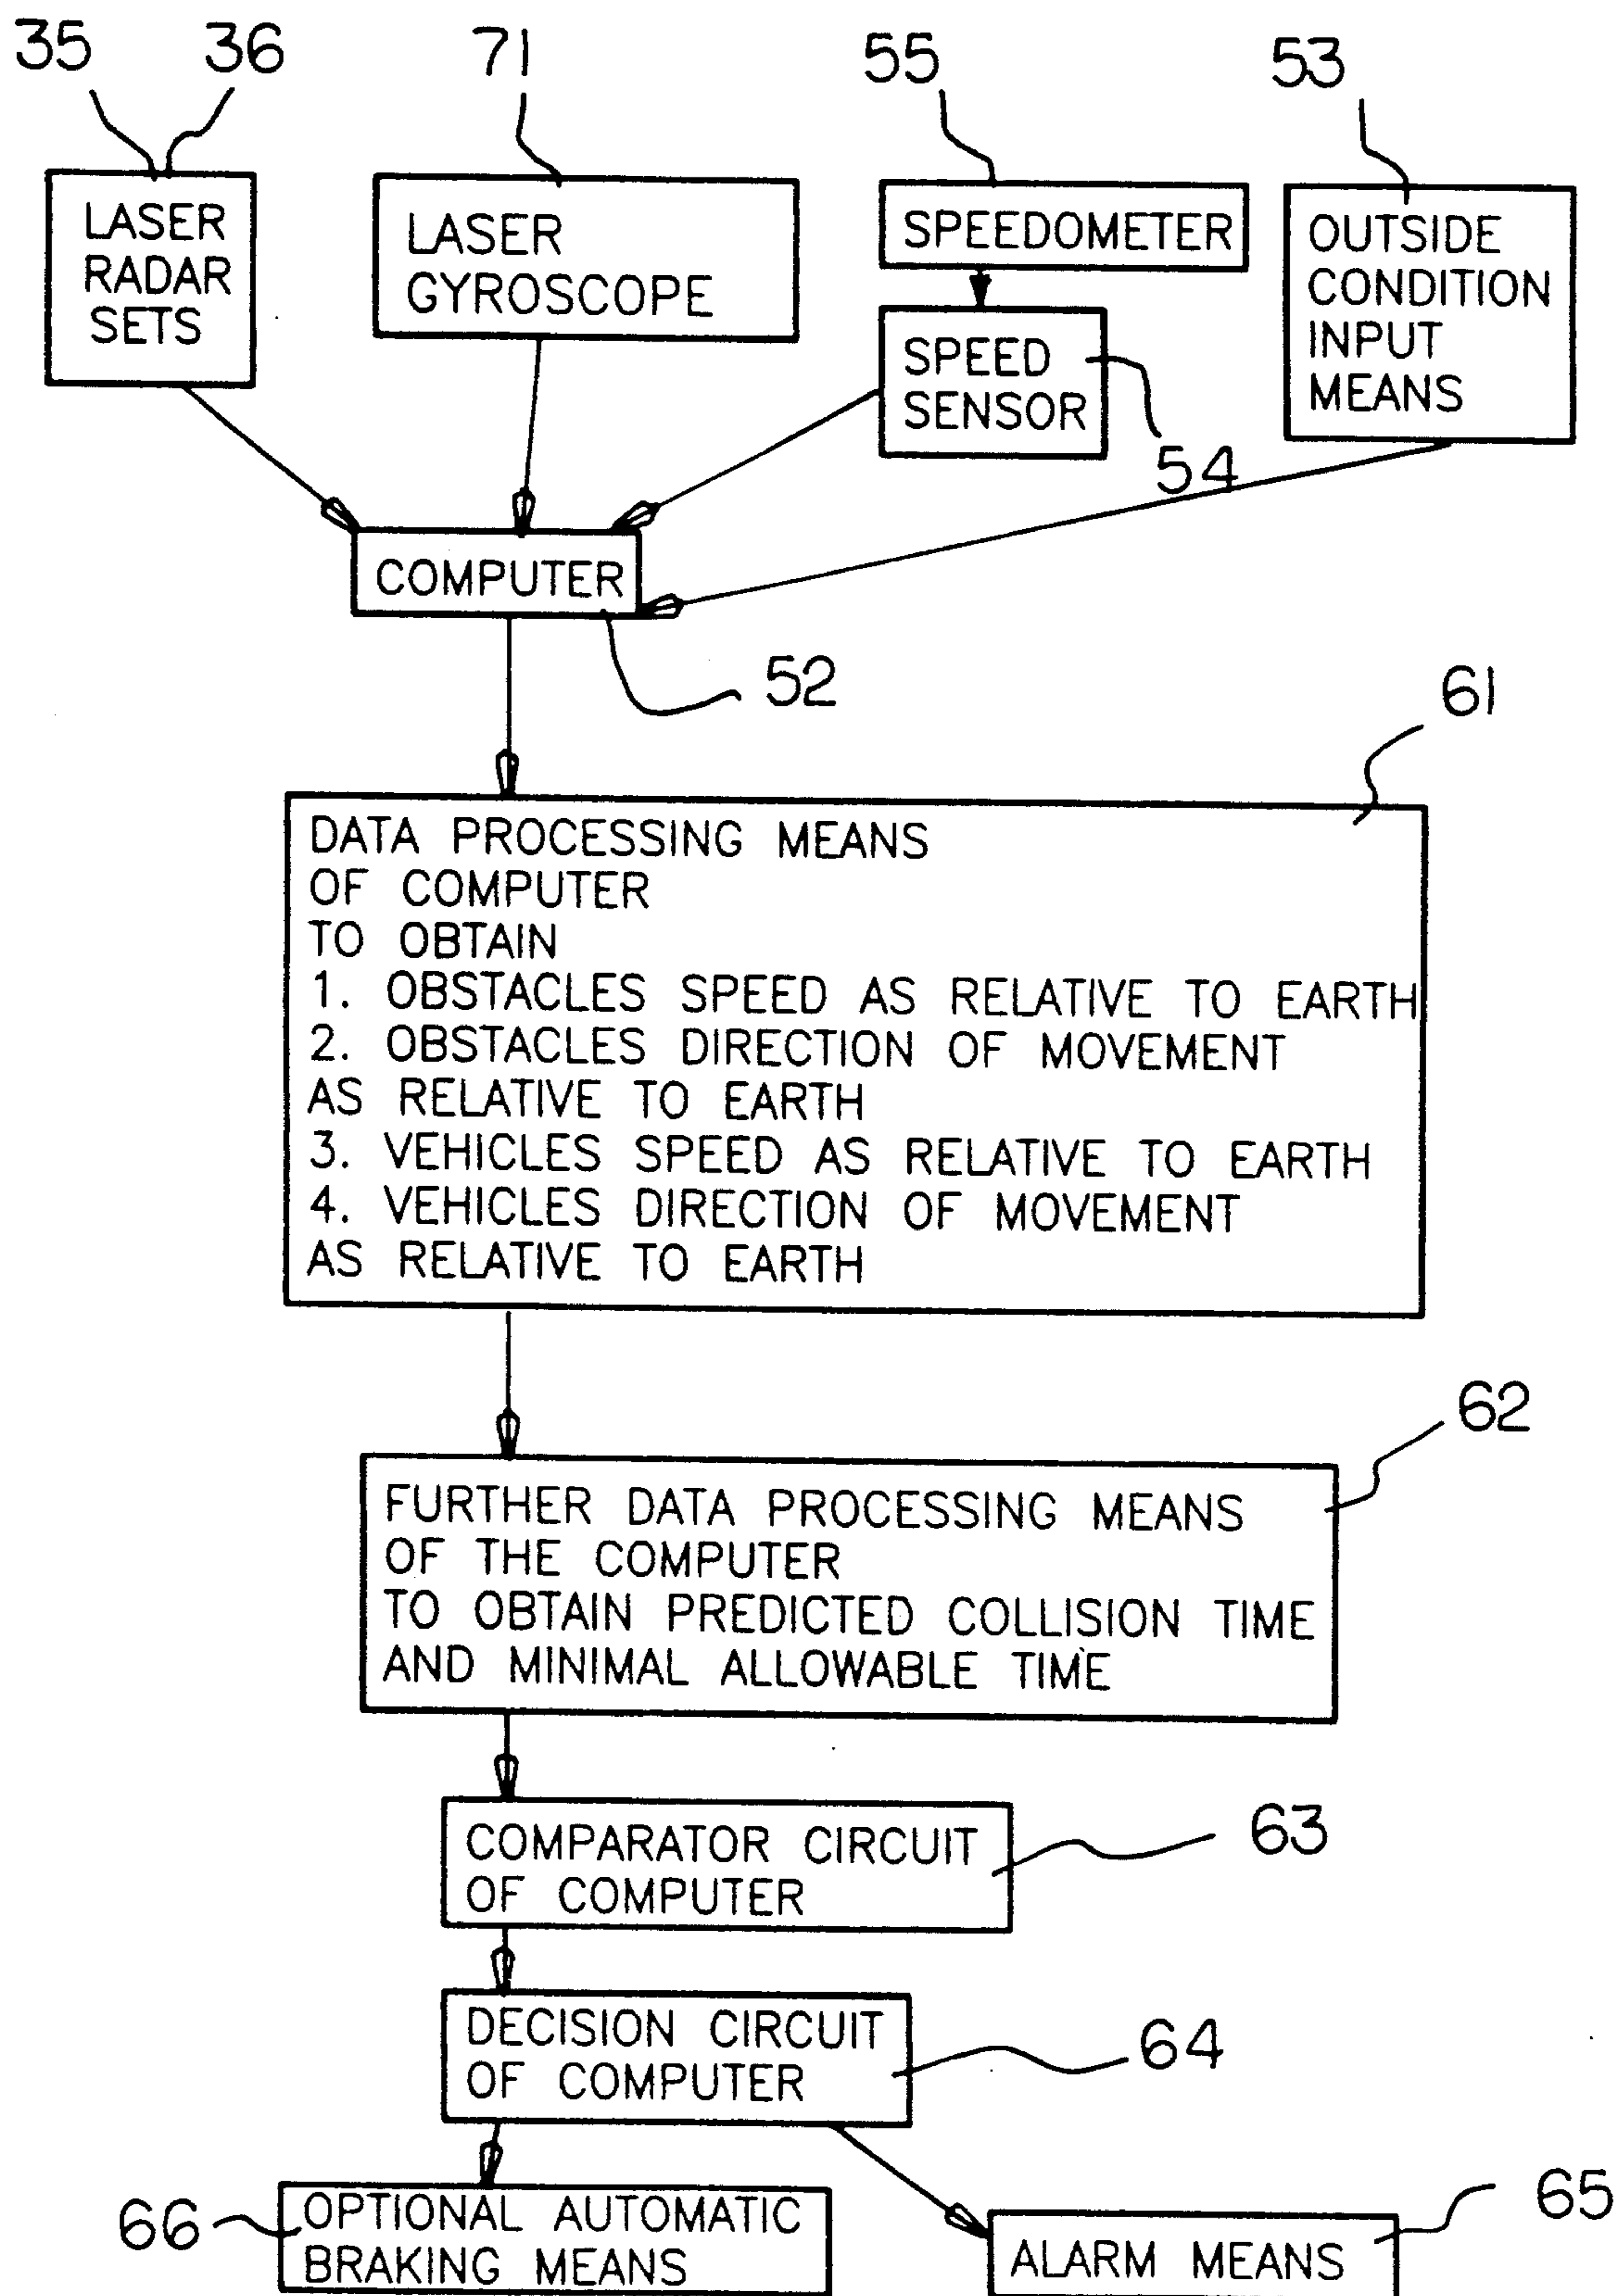 35
36
71
55
53
LASER
RADAR
SETS
LASER
GYROSCOPE
SPEEDOMETER
SPEED
SENSOR
OUTSIDE
CONDITION
INPUT
MEANS
54
COMPUTER
52
61
DATA PROCESSING MEANS
OF COMPUTER
TO OBTAIN
1. OBSTACLES SPEED AS RELATIVE TO EARTH
2. OBSTACLES DIRECTION OF MOVEMENT
AS RELATIVE TO EARTH
3. VEHICLES SPEED AS RELATIVE TO EARTH
4. VEHICLES DIRECTION OF MOVEMENT
AS RELATIVE TO EARTH
62
FURTHER DATA PROCESSING MEANS
OF THE COMPUTER
TO OBTAIN PREDICTED COLLISION TIME
AND MINIMAL ALLOWABLE TIME
COMPARATOR CIRCUIT
OF COMPUTER
63
DECISION CIRCUIT
OF COMPUTER
64
66
OPTIONAL AUTOMATIC
BRAKING MEANS
65
ALARM MEANS